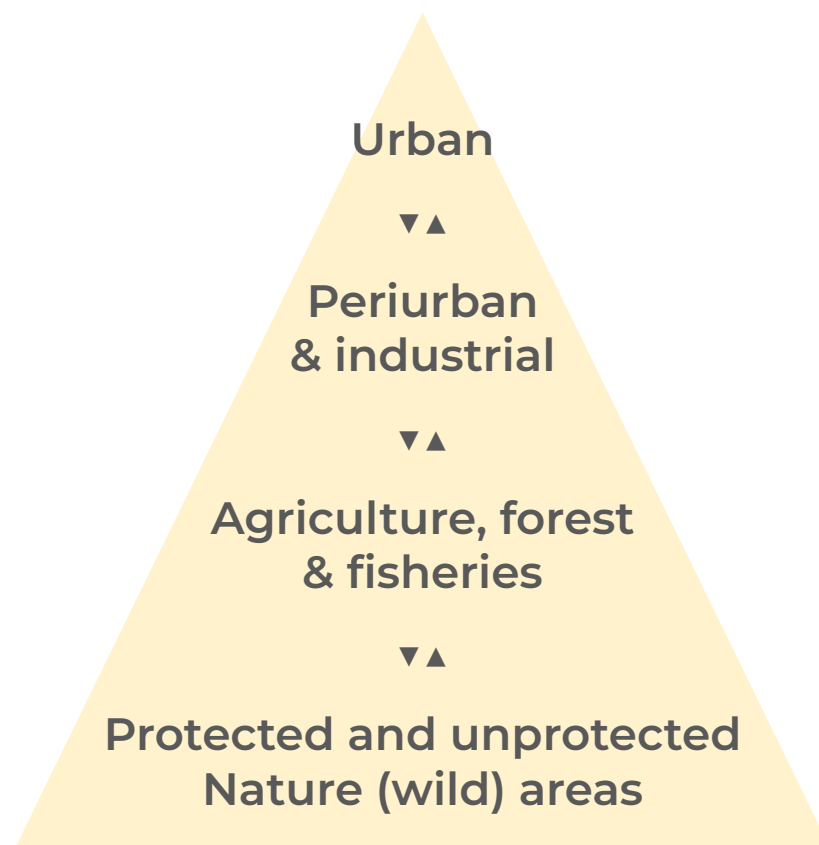 Urban
▼▲
Periurban
& industrial
▼▲
Agriculture, forest
& fisheries
▼▲
Protected and unprotected
Nature (wild) areas